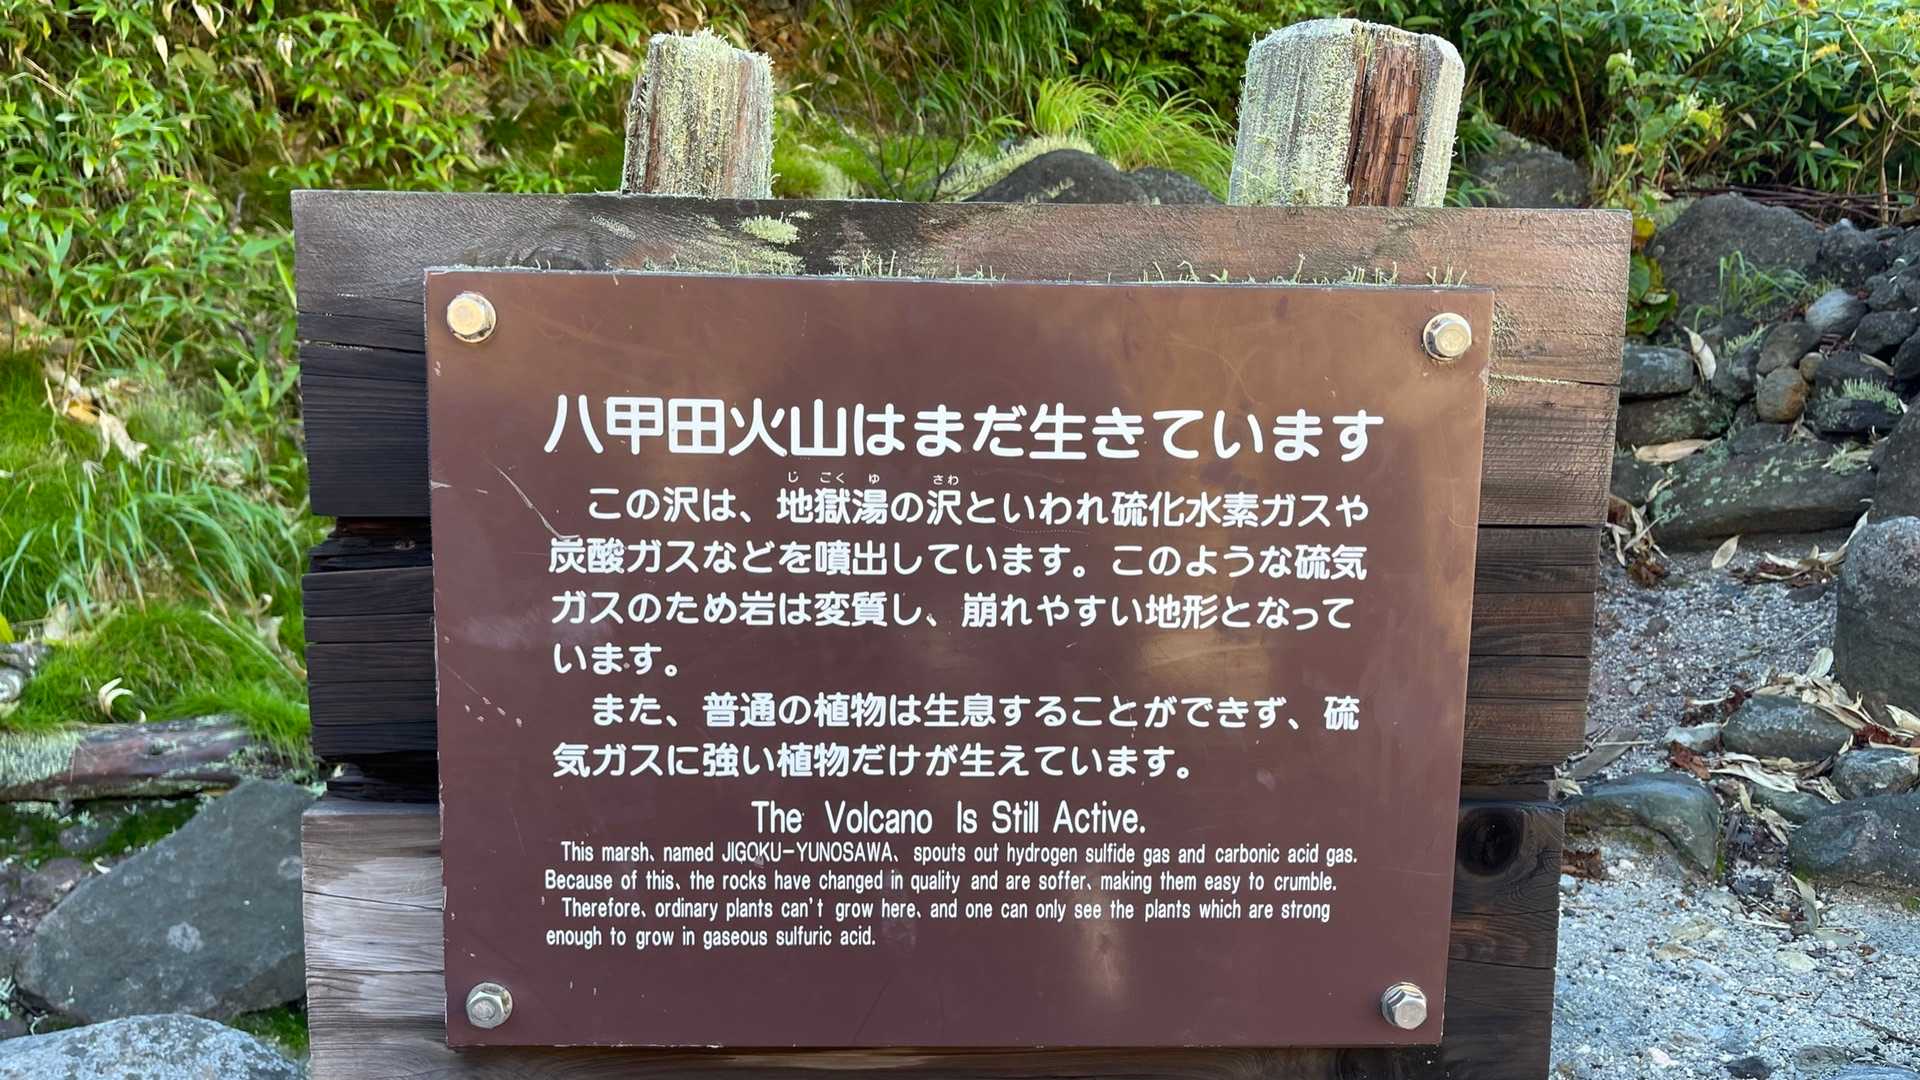 八甲田火山はまだ生きています
じ ごく ゆ さわ
この沢は、地獄湯の沢といわれ硫化水素ガスや
炭酸ガスなどを噴出しています。このような硫気
ガスのため岩は変質し、崩れやすい地形となって
います。
また、普通の植物は生息することができず、硫
気ガスに強い植物だけが生えています。
The Volcano Is Still Active.
This marsh、named JIGOKU-YUNOSAWA、spouts out hydrogen sulfide gas and carbonic acid gas.
Because of this、the rocks have changed in quality and are soffer、making them easy to crumble.
Therefore、ordinary plants can't grow here、and one can only see the plants which are strong
enough to grow in gaseous sulfuric acid.